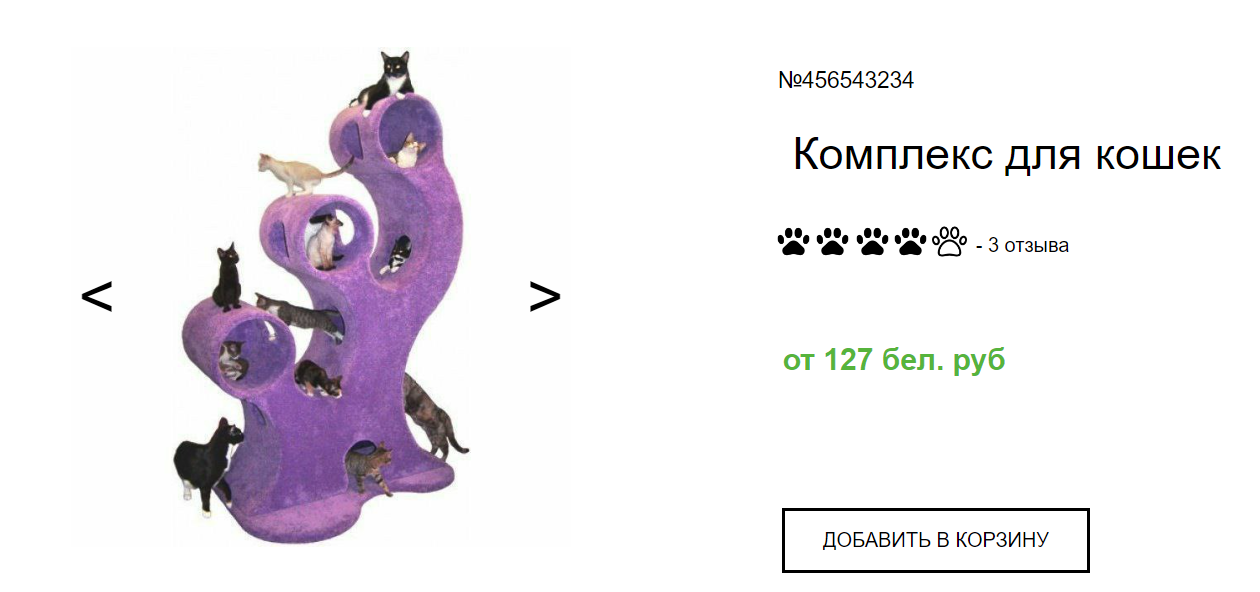 №456543234
Комплекс для кошек
- 3 отзыва
<
>
от 127 бел. руб
ДОБАВИТЬ В КОРЗИНУ